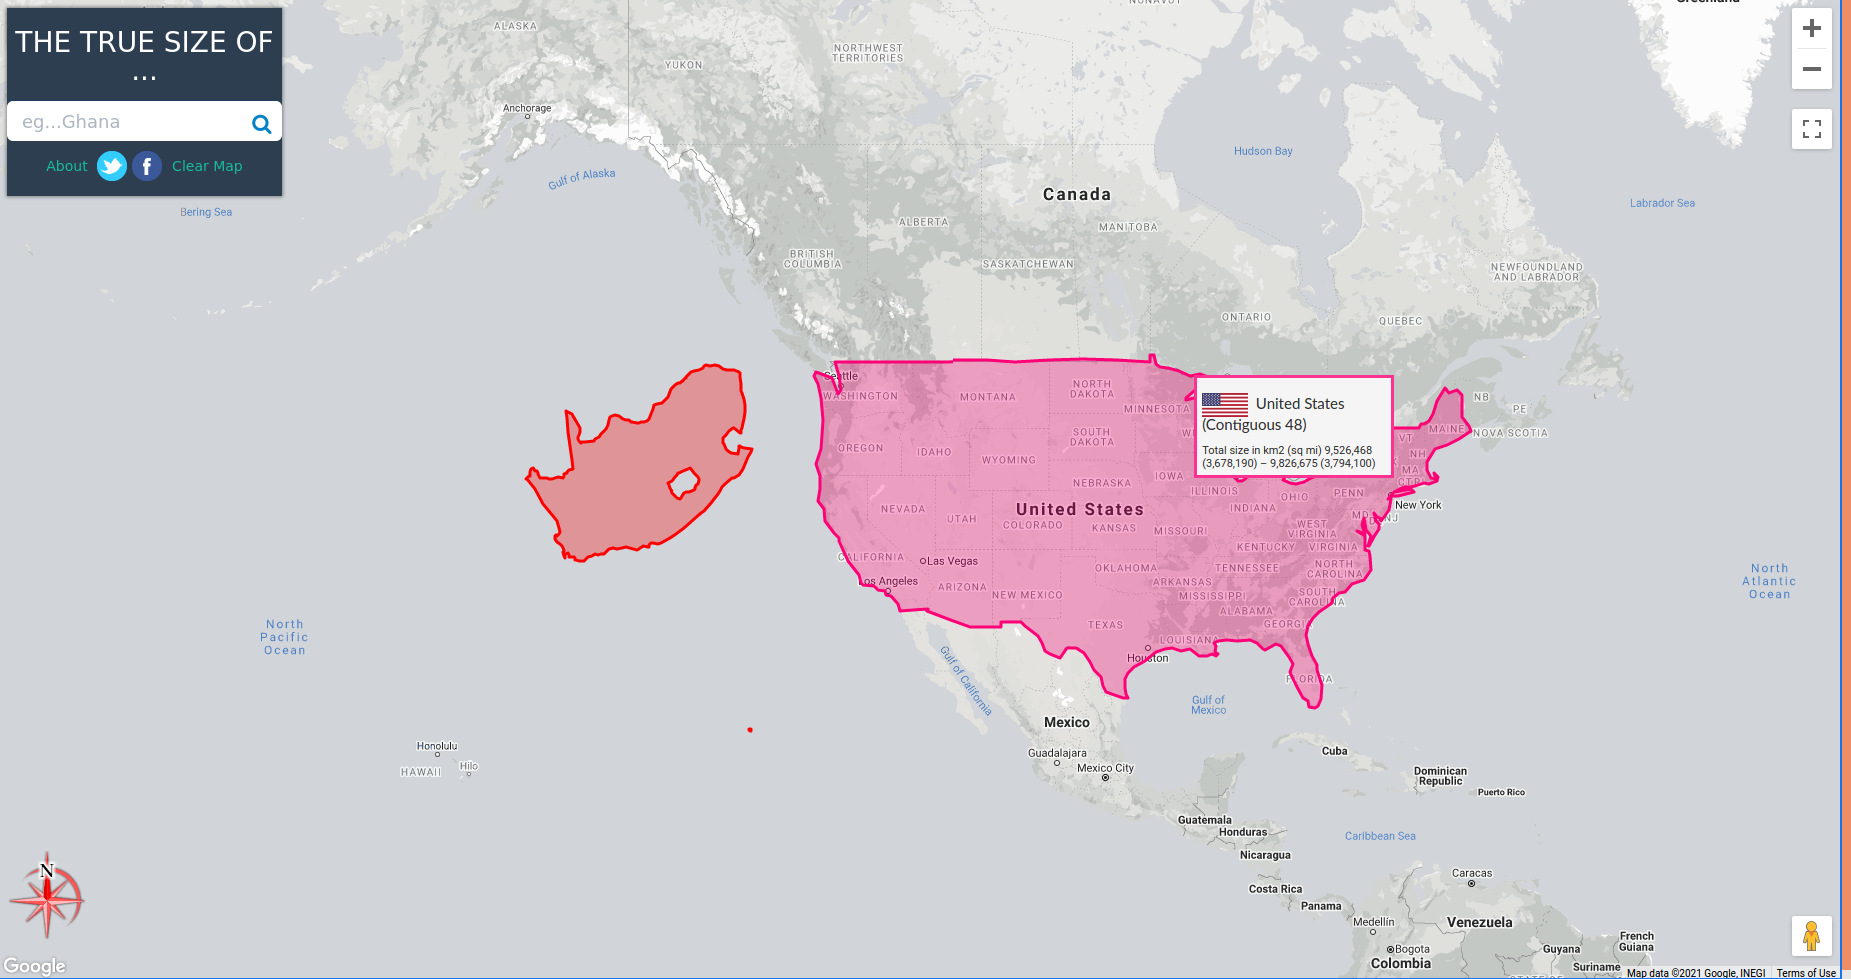 THE TRUE SIZE OF
...
eg...Ghana
About
f
Clear Map
Greenland
NUNAVUT
ALASKA
NORTHWEST
TERRITORIES
YUKON
Anchorage
Hudson Bay
Gulf of Alaska
Canada
Labrador Sea
Bering Sea
ALBERTA
MANITOBA
BRITISH
COLUMBIA
SASKATCHEWAN
NEWFOUNDLAND
AND LABRADOR
ONTARIO
QUEBEC
Seattle
WASHINGTON
MONTANA
NORTH
DAKOTA
MINNESOTA
United States
(Contiguous 48)
Total size in km2 (sq mi) 9,526,468
(3,678,190) – 9,826,675 (3,794,100)
NB
PE
MAINE
NOVA SCOTIA
VT
NH
MA
CT
RI
OREGON
IDAHO
WYOMING
SOUTH
DAKOTA
IOWA
NEBRASKA
ILLINOIS
OHIO
PENN
INDIANA
New York
MD
NJ
NEVADA
UTAH
United States
COLORADO
KANSAS
MISSOURI
WEST
VIRGINIA
KENTUCKY
VIRGINIA
CALIFORNIA
Las Vegas
Los Angeles
ARIZONA
NEW MEXICO
OKLAHOMA
TENNESSEE
NORTH
CAROLINA
ARKANSAS
MISSISSIPPI
SOUTH
CAROLINA
ALABAMA
TEXAS
GEORGIA
LOUISIANA
Houston
FLORIDA
North
Atlantic
Ocean
North
Pacific
Ocean
Gulf of California
Gulf of
Mexico
Mexico
Honolulu
HAWAII
Hilo
Guadalajara
Mexico City
Cuba
Dominican
Republic
Puerto Rico
Guatemala
Honduras
Caribbean Sea
Nicaragua
Caracas
Costa Rica
Panama
Medellín
Venezuela
Bogota
Colombia
French
Guiana
Guyana
Suriname
N
Google
Map data ©2021 Google, INEGI
Terms of Use